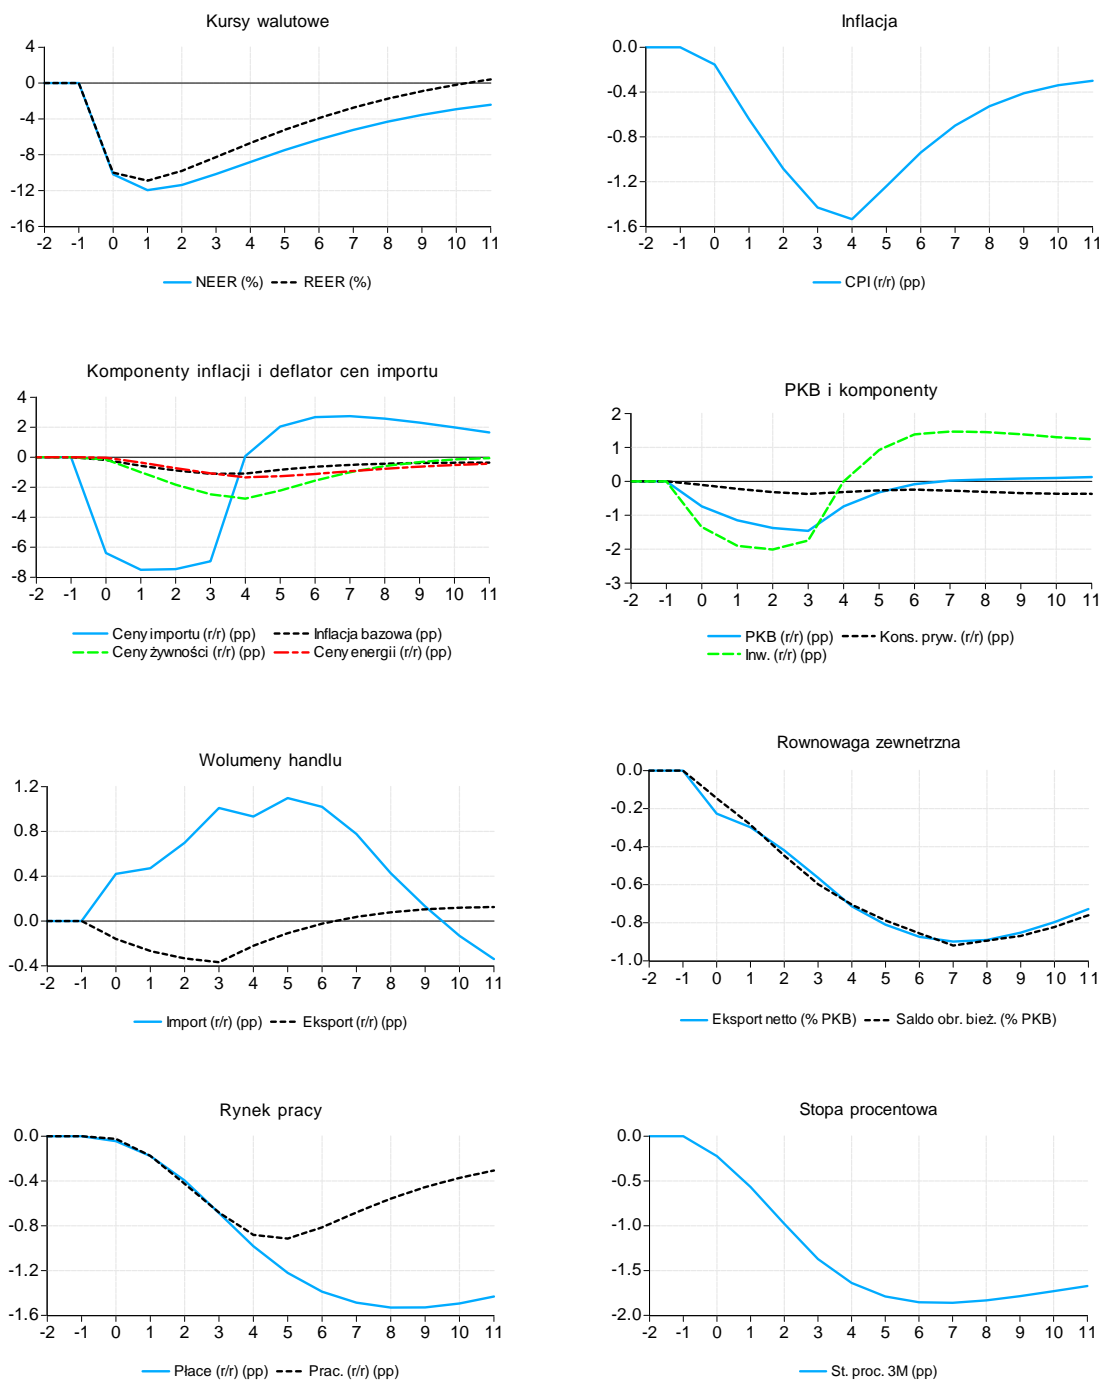 Kursy walutowe
4
0
-4
-8
-12
-16
-2 -1 0 1 2 3 4 5 6 7 8 9 10 11
NEER (%) REER (%)
Inflacja
0.0
-0.4
-0.8
-1.2
-1.6
-2 -1 0 1 2 3 4 5 6 7 8 9 10 11
CPI (r/r) (pp)
Komponenty inflacji i deflator cen importu
4
2
0
-2
-4
-6
-8
-2 -1 0 1 2 3 4 5 6 7 8 9 10 11
Ceny importu (r/r) (pp) Inflacja bazowa (pp)
Ceny żywności (r/r) (pp) Ceny energii (r/r) (pp)
PKB i komponenty
2
1
0
-1
-2
-3
-2 -1 0 1 2 3 4 5 6 7 8 9 10 11
PKB (r/r) (pp) Kons. pryw. (r/r) (pp)
Inw. (r/r) (pp)
Wolumeny handlu
1.2
0.8
0.4
0.0
-0.4
-2 -1 0 1 2 3 4 5 6 7 8 9 10 11
Import (r/r) (pp) Eksport (r/r) (pp)
Rownowaga zewnetrzna
0.0
-0.2
-0.4
-0.6
-0.8
-1.0
-2 -1 0 1 2 3 4 5 6 7 8 9 10 11
Eksport netto (% PKB) Saldo obr. bież. (% PKB)
Rynek pracy
0.0
-0.4
-0.8
-1.2
-1.6
-2 -1 0 1 2 3 4 5 6 7 8 9 10 11
Płace (r/r) (pp) Prac. (r/r) (pp)
Stopa procentowa
0.0
-0.5
-1.0
-1.5
-2.0
-2 -1 0 1 2 3 4 5 6 7 8 9 10 11
St. proc. 3M (pp)